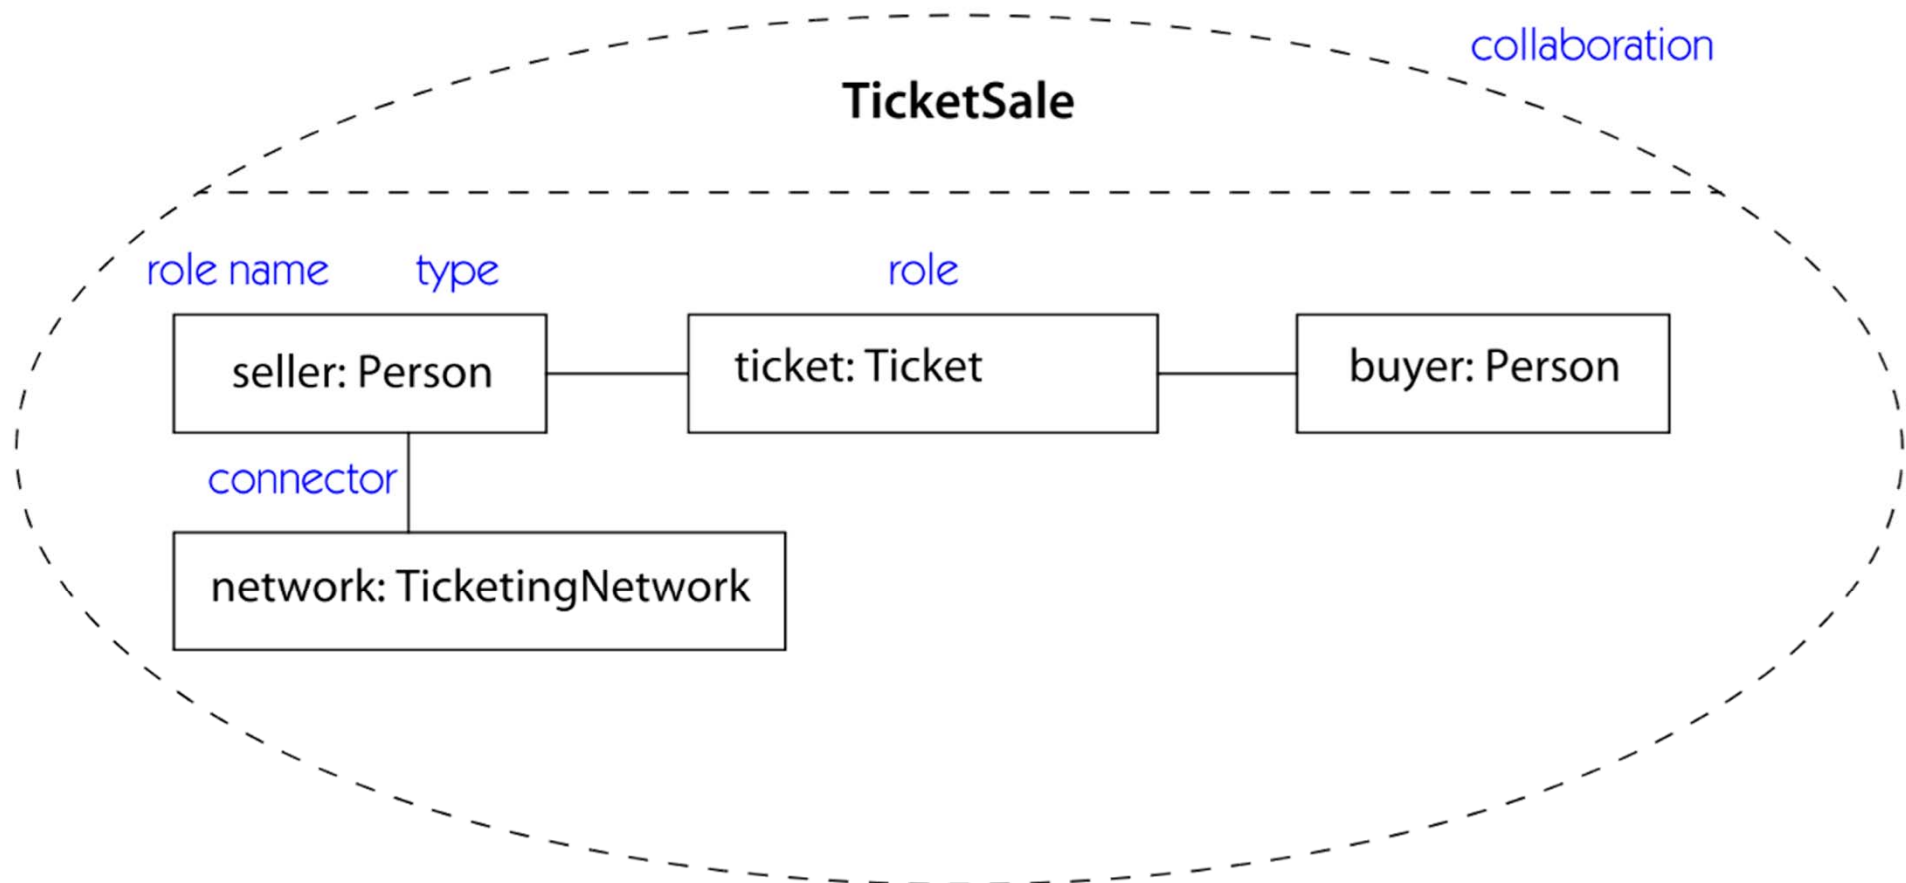 collaboration
TicketSale
role name type role
seller: Person ticket: Ticket buyer: Person
connector
network: TicketingNetwork